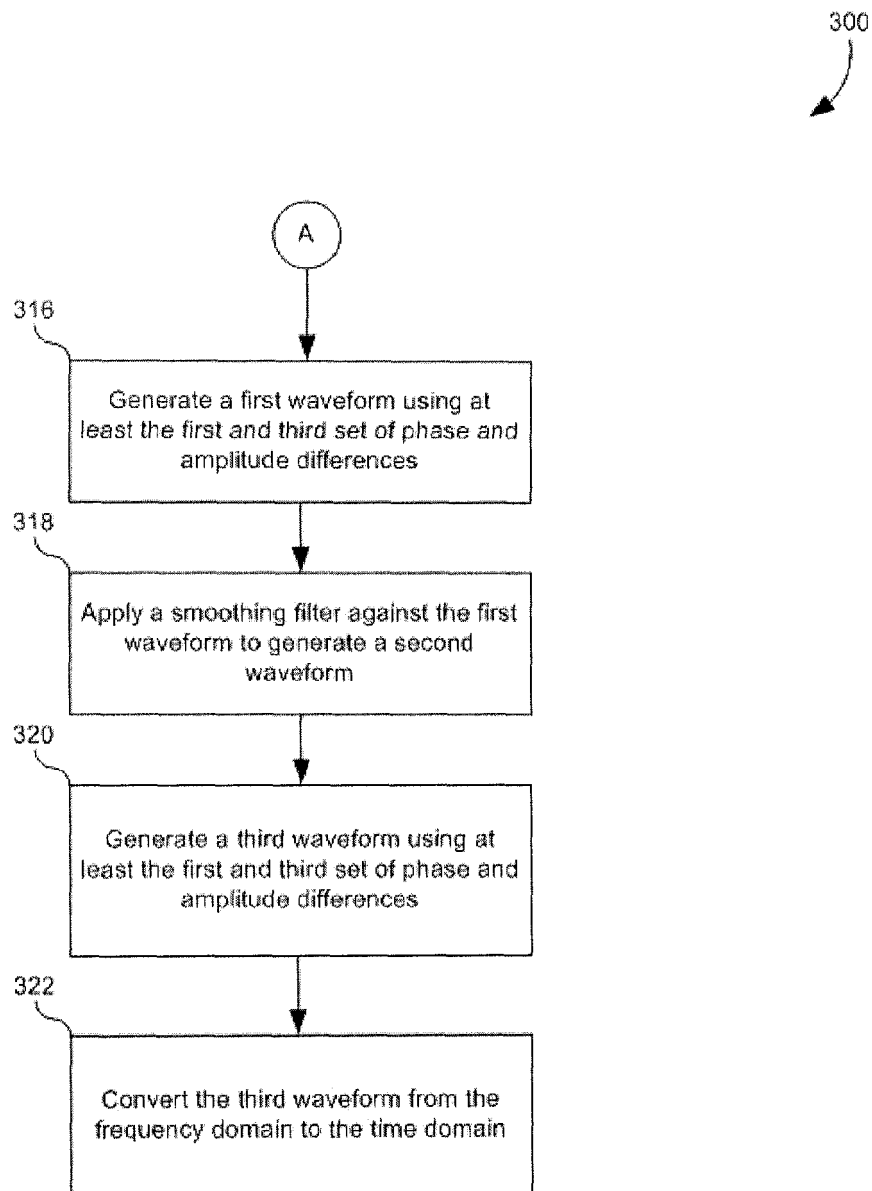 300
A
316
Generate a first waveform using at
least the first and third set of phase and
amplitude differences
318
Apply a smoothing filter against the first
waveform to generate a second
waveform
320
Generate a third waveform using at
least the first and third set of phase and
amplitude differences
322
Convert the third waveform from the
frequency domain to the time domain